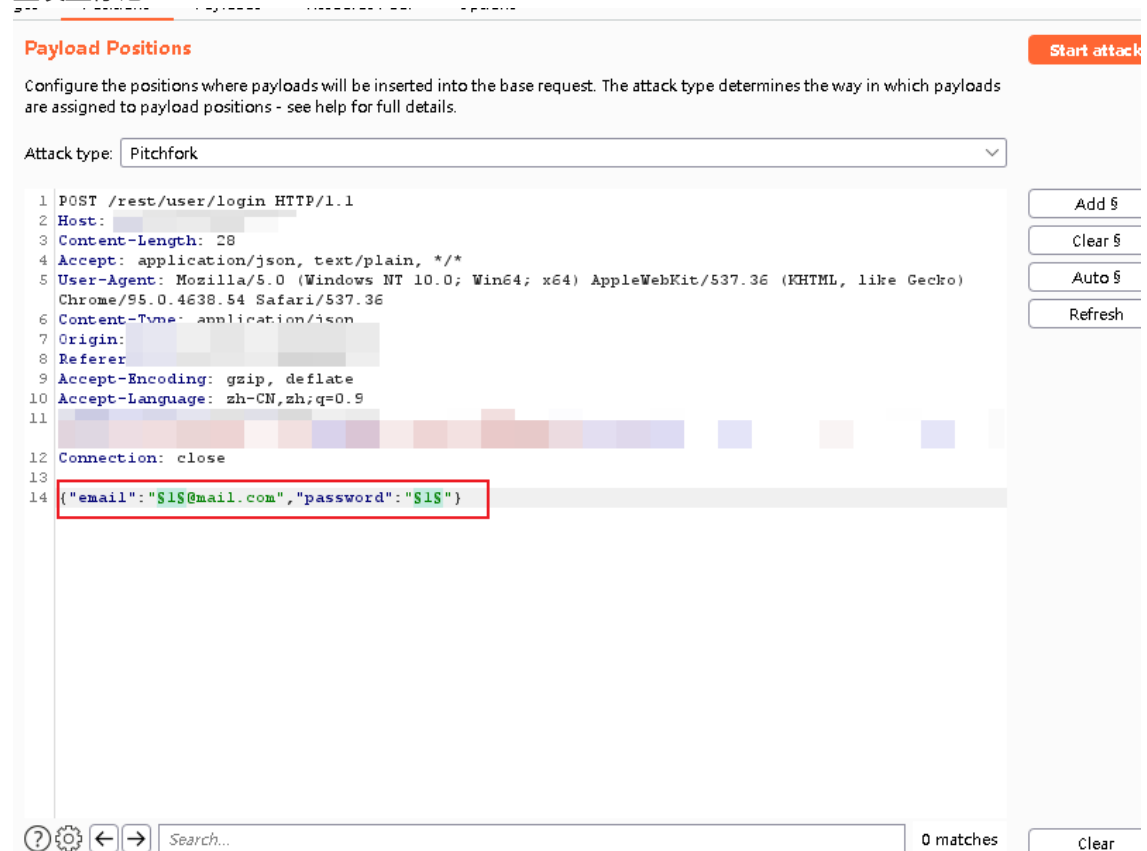 Payload Positions
Start attack
Configure the positions where payloads will be inserted into the base request. The attack type determines the way in which payloads
are assigned to payload positions - see help for full details.
Attack type: Pitchfork
1 POST /rest/user/login HTTP/1.1
2 Host:
3 Content-Length: 28
4 Accept: application/json, text/plain, */*
5 User-Agent: Mozilla/5.0 (Windows NT 10.0; Win64; x64) AppleWebKit/537.36 (KHTML, like Gecko)
Chrome/95.0.4638.54 Safari/537.36
6 Content-Type: application/json
7 Origin:
8 Referer
9 Accept-Encoding: gzip, deflate
10 Accept-Language: zh-CN,zh;q=0.9
11
12 Connection: close
13
14 {"email":"§1§@mail.com","password":"§1§"}
Add §
Clear §
Auto §
Refresh
Search...
0 matches
Clear